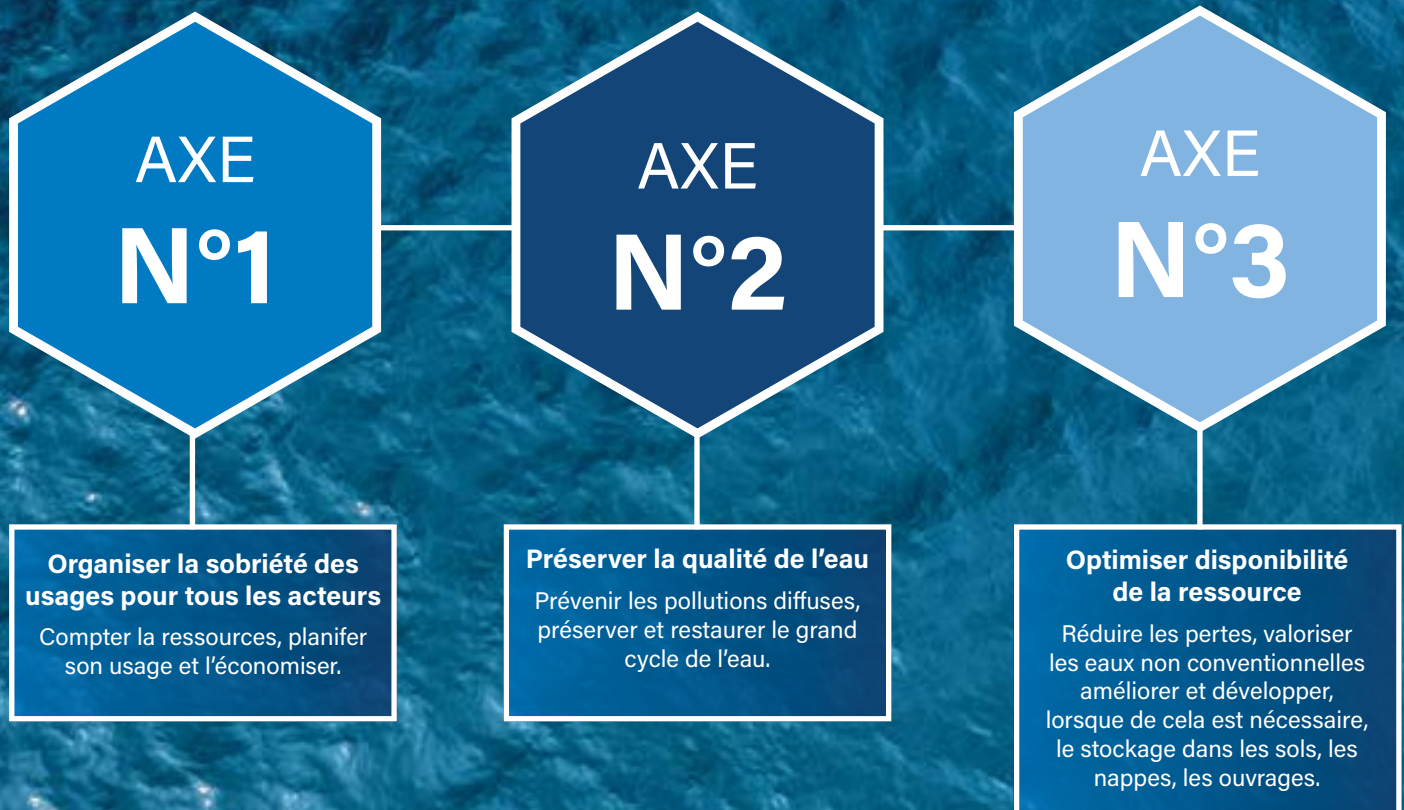 AXE
N°1
Organiser la sobriété des
usages pour tous les acteurs
Compter la ressources, planifer
son usage et l'économiser.
AXE
N°2
Préserver la qualité de l'eau
Prévenir les pollutions diffuses,
préserver et restaurer le grand
cycle de l'eau.
AXE
N°3
Optimiser disponibilité
de la ressource
Réduire les pertes, valoriser
les eaux non conventionnelles
améliorer et développer,
lorsque de cela est nécessaire,
le stockage dans les sols, les
nappes, les ouvrages.